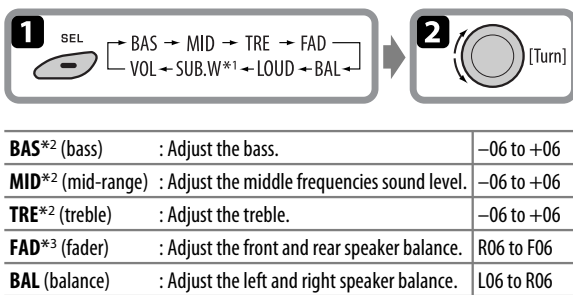 1 SEL BAS → MID → TRE → FAD
VOL ← SUB.W*1 ← LOUD ← BAL
2 [Turn]
BAS*2 (bass) : Adjust the bass. –06 to +06
MID*2 (mid-range) : Adjust the middle frequencies sound level. –06 to +06
TRE*2 (treble) : Adjust the treble. –06 to +06
FAD*3 (fader) : Adjust the front and rear speaker balance. R06 to F06
BAL (balance) : Adjust the left and right speaker balance. L06 to R06